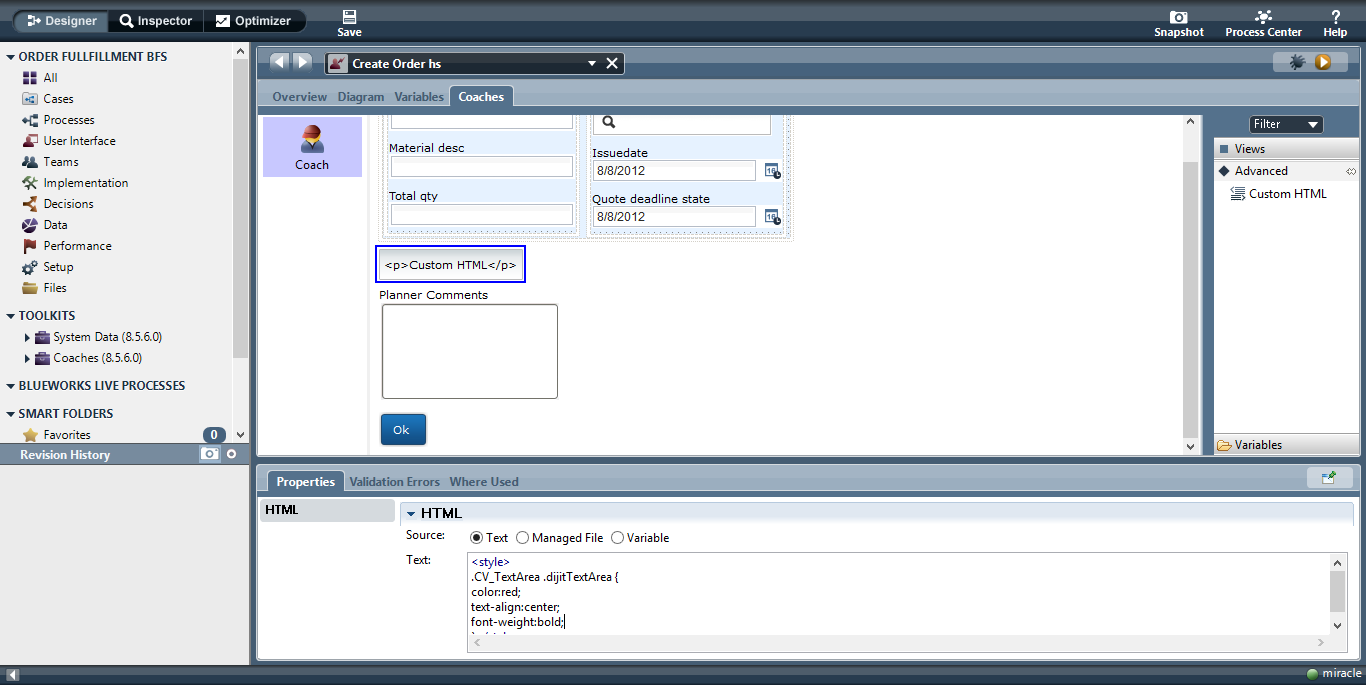 Designer
Inspector
Optimizer
Save
Snapshot
Process Center
Help
ORDER FULLFILLMENT BFS
All
Cases
Processes
User Interface
Teams
Implementation
Decisions
Data
Performance
Setup
Files
TOOLKITS
System Data (8.5.6.0)
Coaches (8.5.6.0)
BLUEWORKS LIVE PROCESSES
SMART FOLDERS
Favorites
0
Revision History
Create Order hs
Overview
Diagram
Variables
Coaches
Coach
Material desc
Total qty
Issuedate
8/8/2012
Quote deadline state
8/8/2012
<p>Custom HTML</p>
Planner Comments
Ok
Filter
Views
Advanced
Custom HTML
Variables
Properties
Validation Errors
Where Used
HTML
HTML
Source:
Text
Managed File
Variable
Text:
<style>
.CV_TextArea .dijitTextArea {
color:red;
text-align:center;
font-weight:bold;
miracle